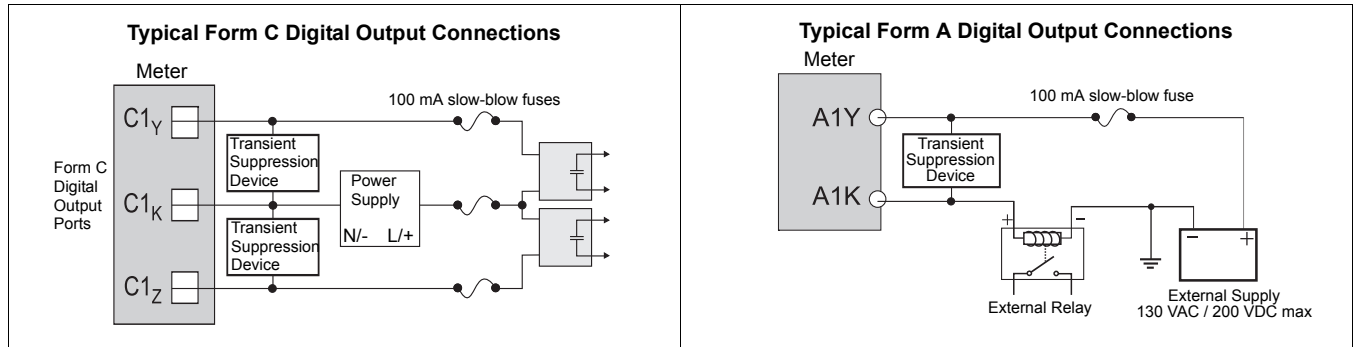 Typical Form C Digital Output Connections
Meter
100 mA slow-blow fuses
C1Y
Transient
Suppression
Device
Form C
Digital
Output
Ports
C1K
Power
Supply
N/- L/+
Transient
Suppression
Device
C1Z
Typical Form A Digital Output Connections
Meter
100 mA slow-blow fuse
A1Y
Transient
Suppression
Device
A1K
+ -
- +
External Relay
External Supply
130 VAC / 200 VDC max